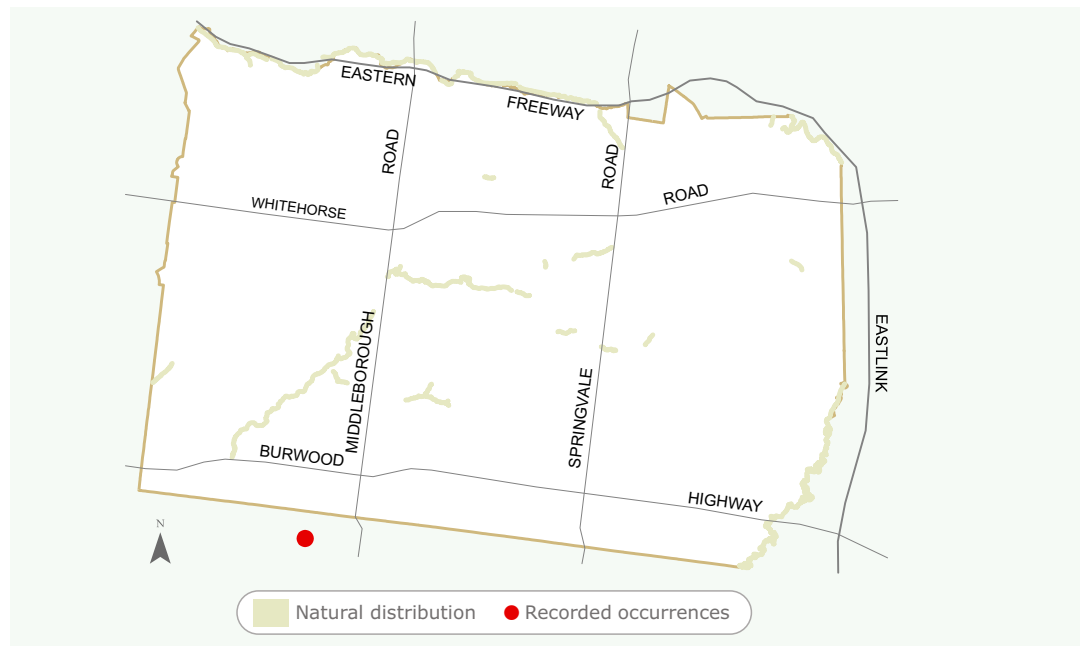 EASTERN
FREEWAY
ROAD
ROAD
ROAD
WHITEHORSE
EASTLINK
MIDDLEBOROUGH
SPRINGVALE
BURWOOD
HIGHWAY
N
Natural distribution
Recorded occurrences